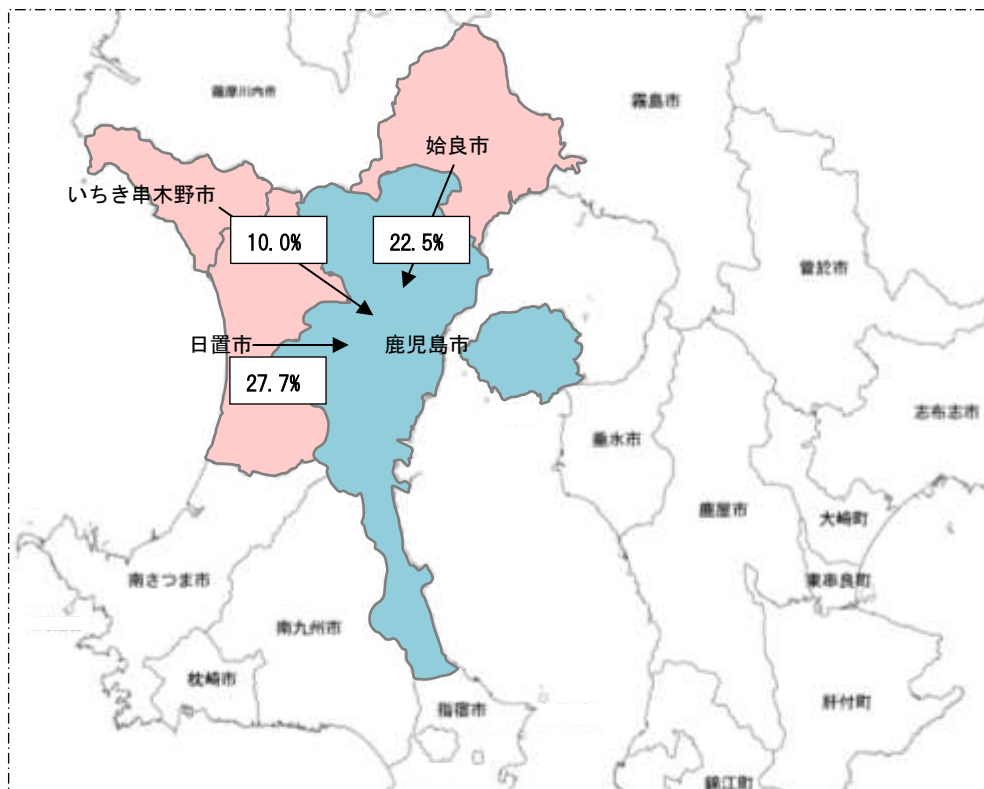 薩摩川内市
霧島市
姶良市
いちき串木野市
10.0%
22.5%
曽於市
日置市
鹿児島市
27.7%
志布志市
垂水市
鹿屋市
大崎町
南さつま市
東串良町
南九州市
枕崎市
指宿市
肝付町
錦江町